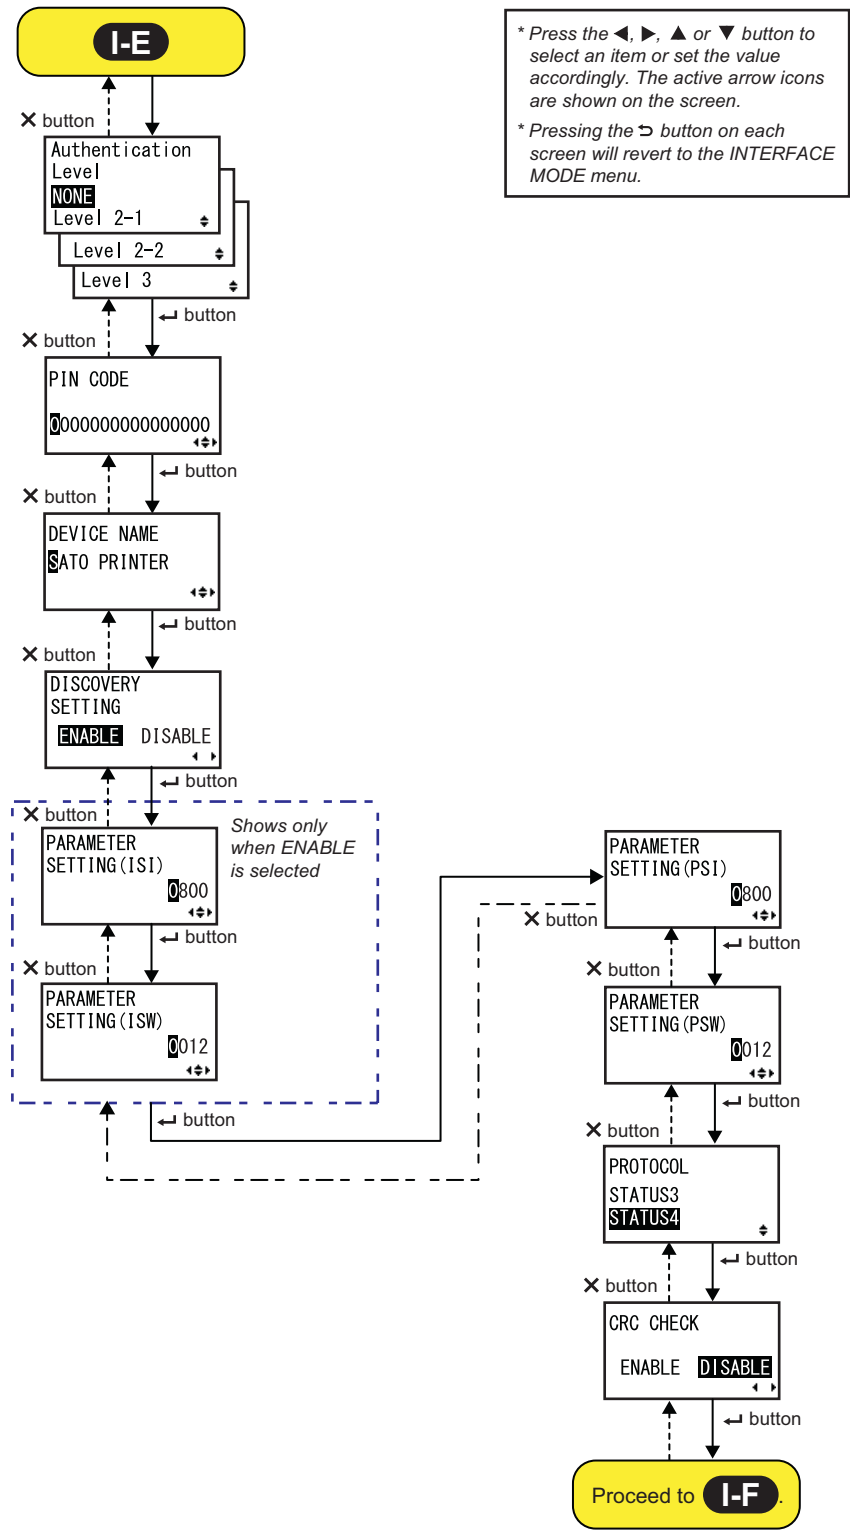 I-E
* Press the ◀, ▶, ▲ or ▼ button to
select an item or set the value
accordingly. The active arrow icons
are shown on the screen.
* Pressing the ⮌ button on each
screen will revert to the INTERFACE
MODE menu.
✕ button
Authentication
Level
NONE
Level 2-1
Level 2-2
Level 3
↵ button
✕ button
PIN CODE
0000000000000000
↵ button
✕ button
DEVICE NAME
SATO PRINTER
↵ button
✕ button
DISCOVERY
SETTING
ENABLE DISABLE
↵ button
✕ button
Shows only
when ENABLE
is selected
PARAMETER
SETTING(ISI)
0800
↵ button
✕ button
PARAMETER
SETTING(ISW)
0012
↵ button
PARAMETER
SETTING(PSI)
0800
✕ button
↵ button
✕ button
PARAMETER
SETTING(PSW)
0012
↵ button
✕ button
PROTOCOL
STATUS3
STATUS4
↵ button
✕ button
CRC CHECK
ENABLE DISABLE
↵ button
Proceed to I-F.